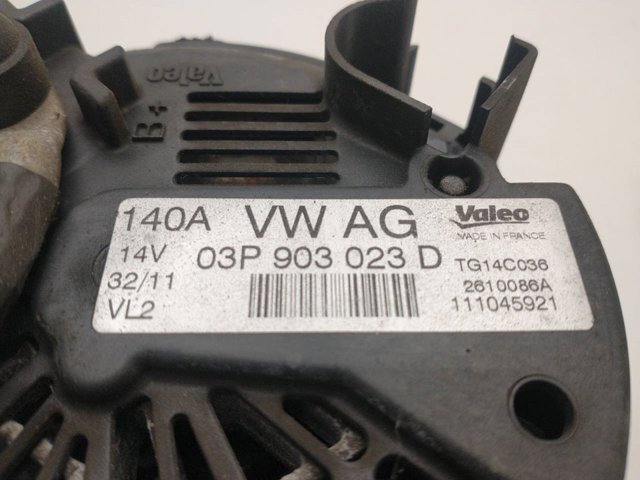 Valeo
B+
140A VW AG Valeo
MADE IN FRANCE
14V 03P 903 023 D TG14C036
32/11 2610086A
VL2 111045921